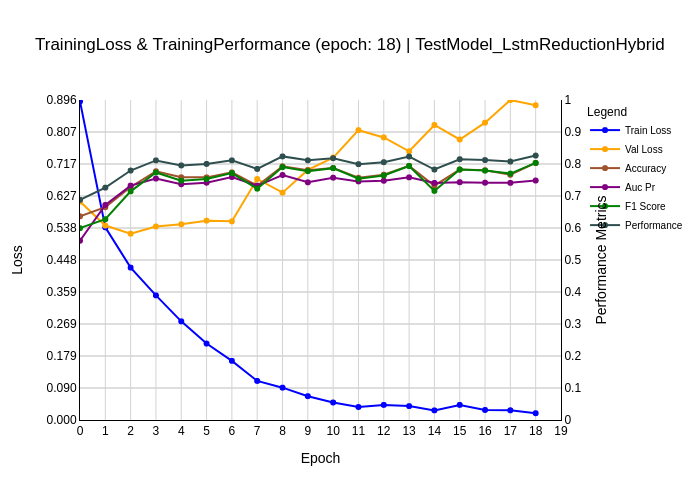 TrainingLoss & TrainingPerformance (epoch: 18) | TestModel_LstmReductionHybrid
Legend
Train Loss
Val Loss
Accuracy
Auc Pr
F1 Score
Performance
0.896
0.807
0.717
0.627
0.538
0.448
0.359
0.269
0.179
0.090
0.000
Loss
1
0.9
0.8
0.7
0.6
0.5
0.4
0.3
0.2
0.1
0
Performance Metrics
0 1 2 3 4 5 6 7 8 9 10 11 12 13 14 15 16 17 18 19
Epoch